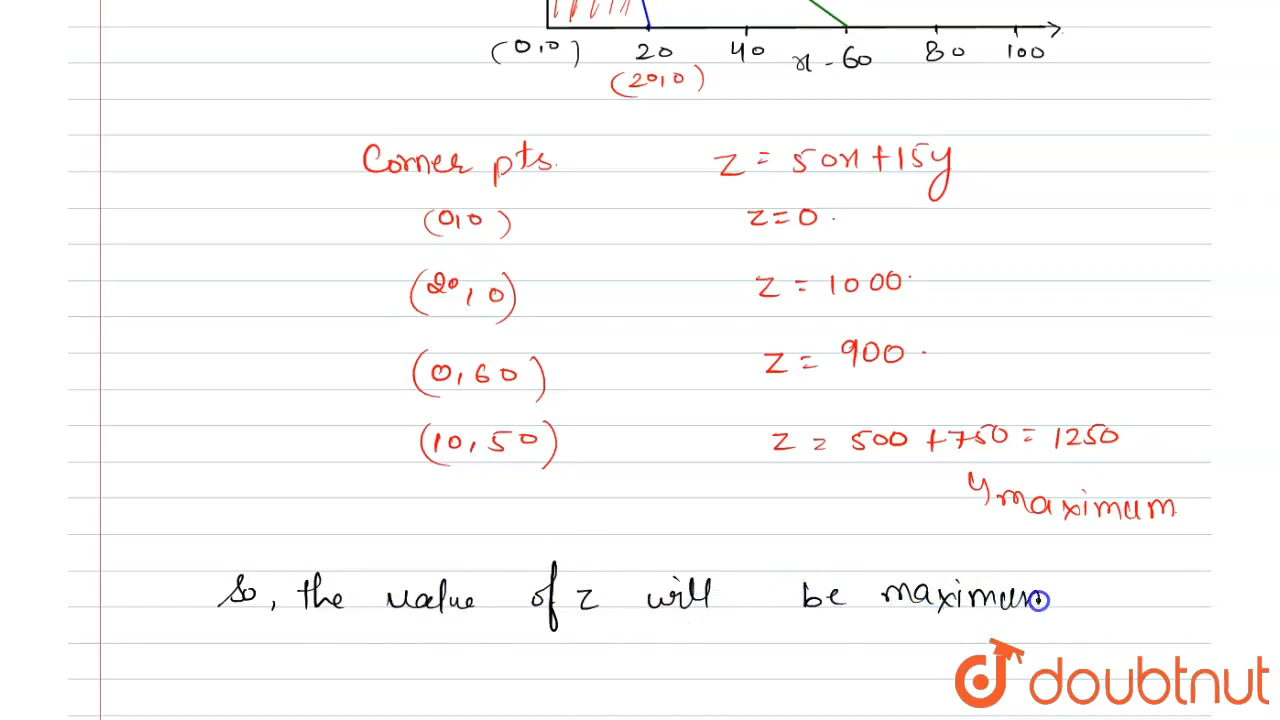 (0,0) 20 40 x - 60 80 100
(20,0)
Corner pts. z = 50x + 15y
(0,0) z = 0.
(20, 0) z = 1000.
(0, 60) z = 900.
(10, 50) z = 500 + 750 = 1250
↳ maximum
So, the value of z will be maximum
doubtnut